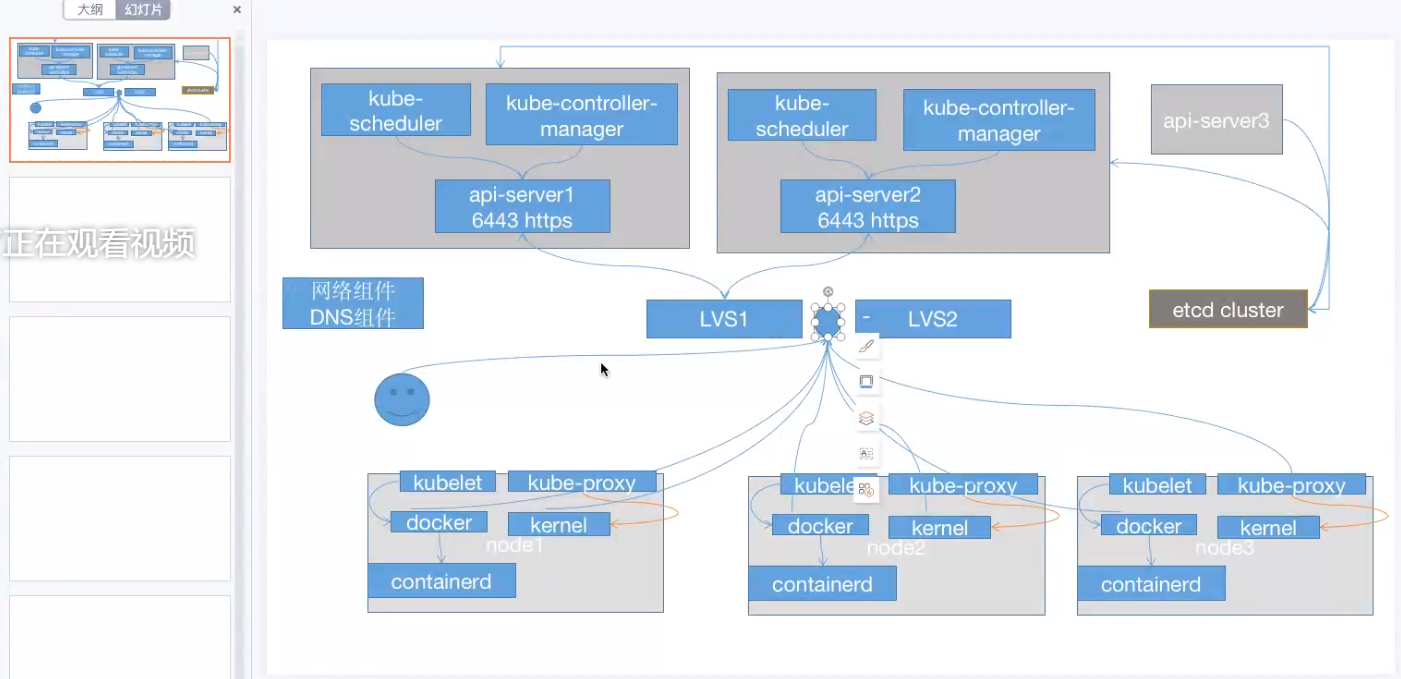 大纲
幻灯片
正在观看视频
kube-
scheduler
kube-controller-
manager
api-server1
6443 https
kube-
scheduler
kube-controller-
manager
api-server2
6443 https
api-server3
网络组件
DNS组件
LVS1
LVS2
etcd cluster
kubelet
kube-proxy
docker
kernel
node1
containerd
kubele
kube-proxy
docker
kernel
node2
containerd
kubelet
kube-proxy
docker
kernel
node3
containerd